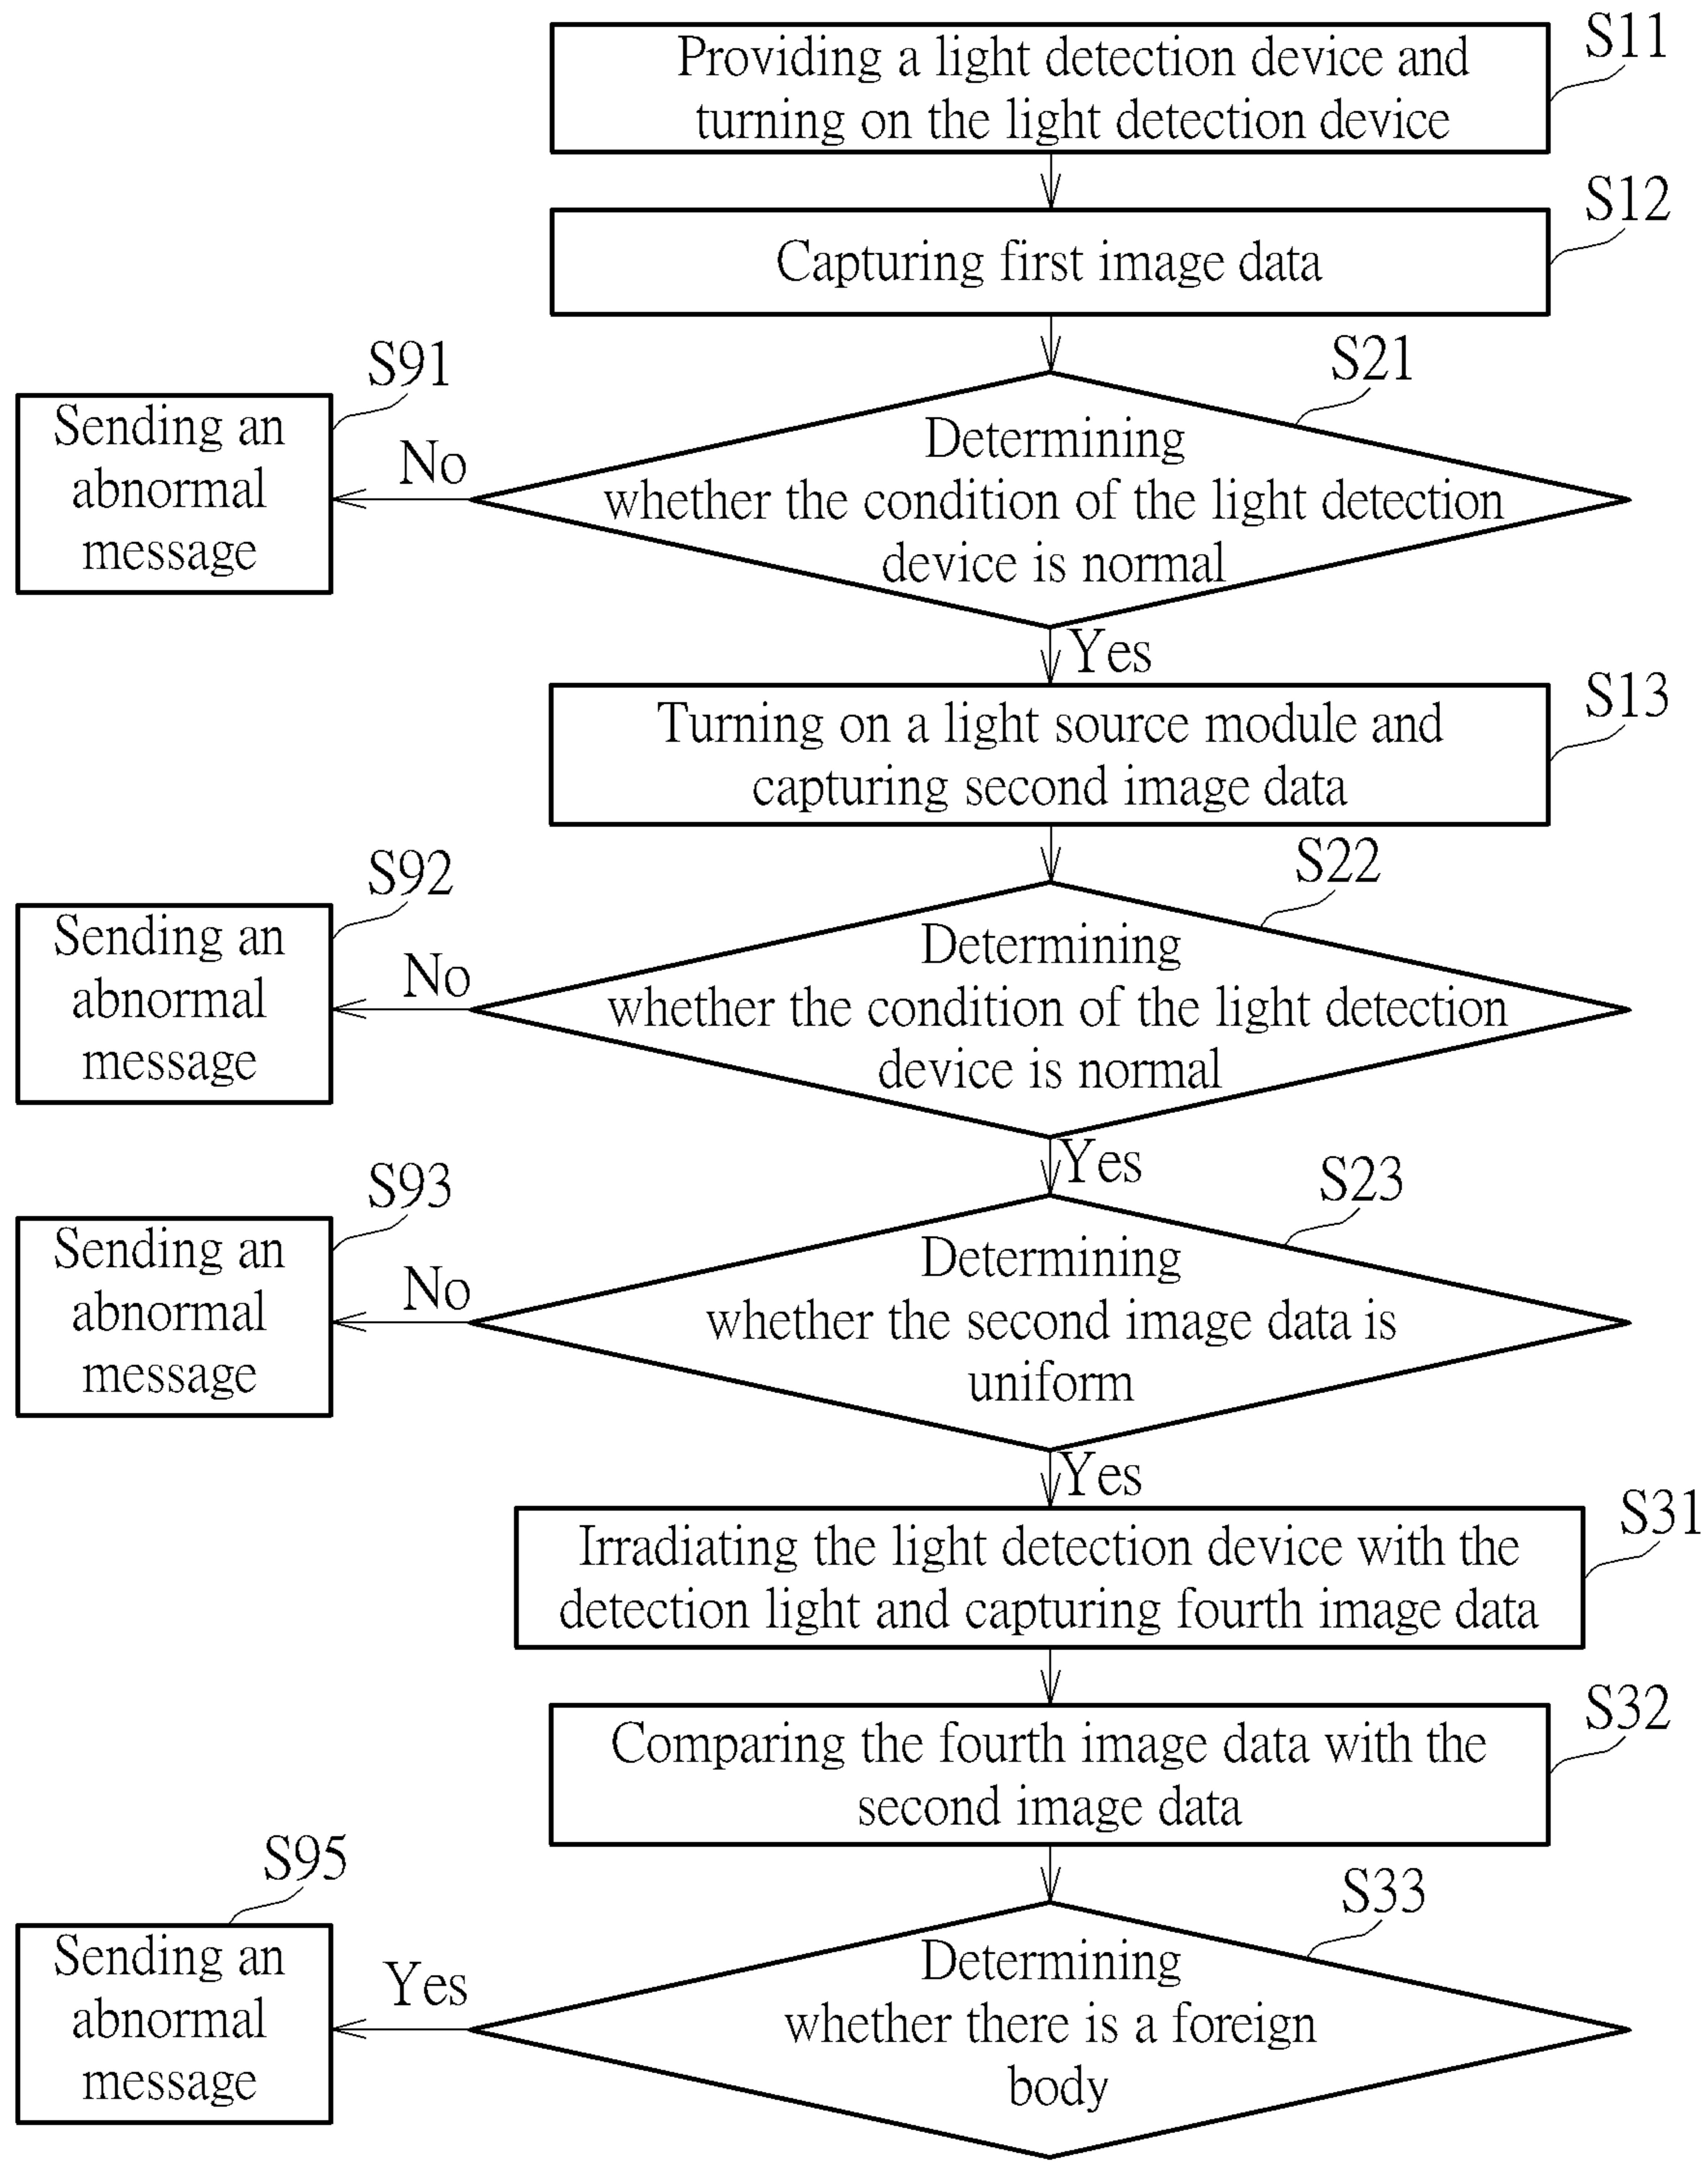 S11
Providing a light detection device and
turning on the light detection device
S12
Capturing first image data
S21
Determining
whether the condition of the light detection
device is normal
S91
Sending an
abnormal
message
No
Yes
S13
Turning on a light source module and
capturing second image data
S22
Determining
whether the condition of the light detection
device is normal
S92
Sending an
abnormal
message
No
Yes
S23
Determining
whether the second image data is
uniform
S93
Sending an
abnormal
message
No
Yes
S31
Irradiating the light detection device with the
detection light and capturing fourth image data
S32
Comparing the fourth image data with the
second image data
S33
Determining
whether there is a foreign
body
S95
Sending an
abnormal
message
Yes